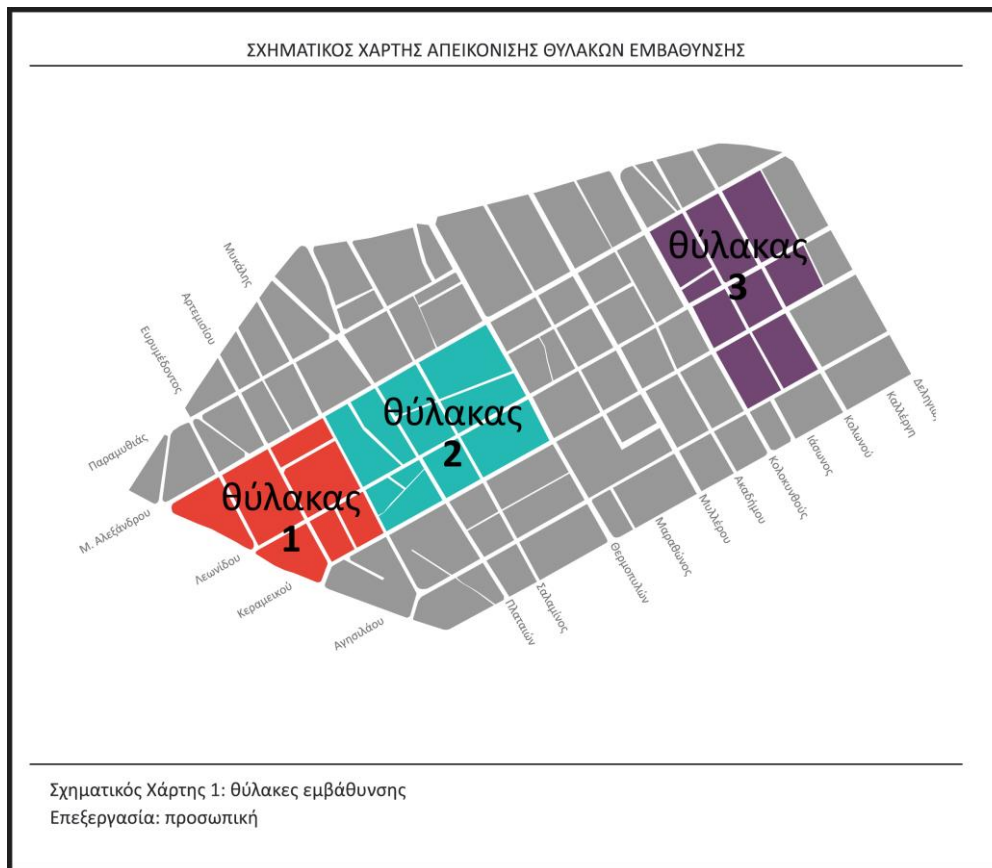 ΣΧΗΜΑΤΙΚΟΣ ΧΑΡΤΗΣ ΑΠΕΙΚΟΝΙΣΗΣ ΘΥΛΑΚΩΝ ΕΜΒΑΘΥΝΣΗΣ
Μυκάλης
Αρτεμισίου
Ευρυμέδοντος
Παραμυθιάς
Μ. Αλεξάνδρου
Λεωνίδου
Κεραμεικού
Αγησιλάου
Πλαταιών
Σαλαμίνος
Θερμοπυλών
Μαραθώνος
Μυλλέρου
Ακαδήμου
Κολοκυνθούς
Ιάσωνος
Κολωνού
Καλλέργη
θύλακας
1
θύλακας
2
θύλακας
3
Σχηματικός Χάρτης 1: θύλακες εμβάθυνσης
Επεξεργασία: προσωπική